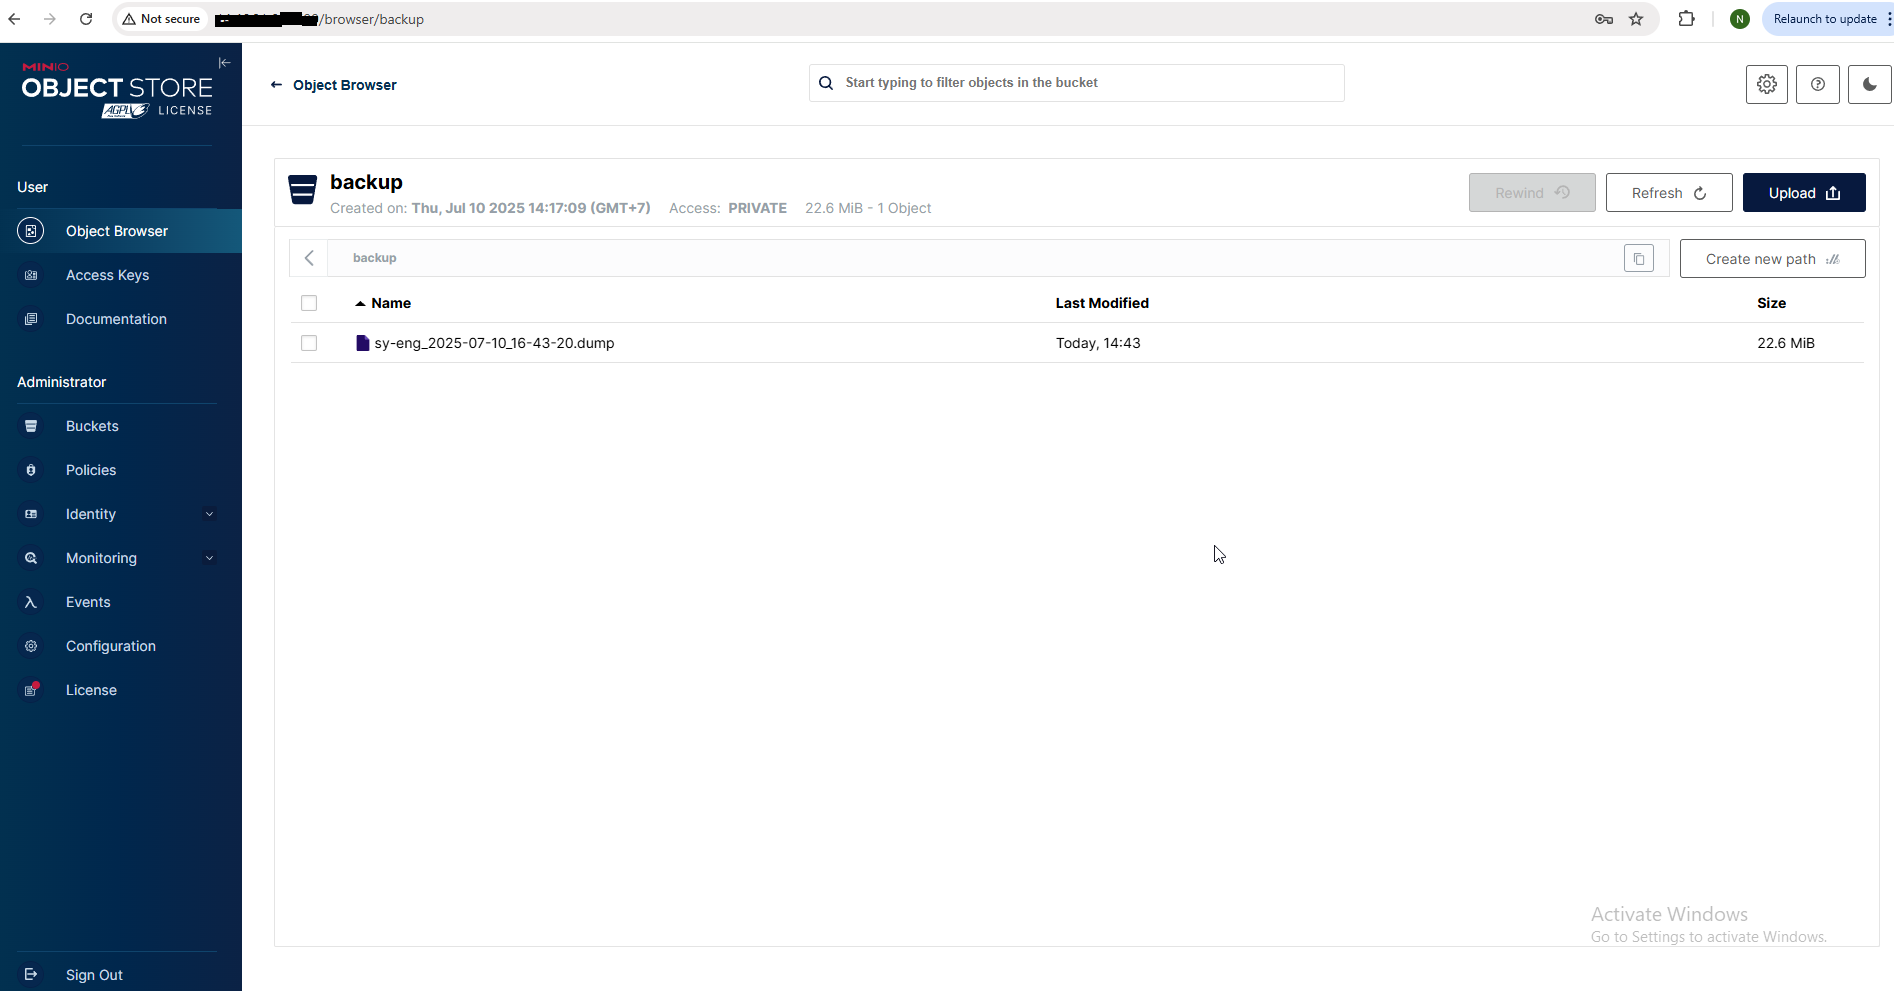 Not secure
/browser/backup
N
Relaunch to update
MINIO
OBJECT STORE
AGPLv3 LICENSE
Object Browser
Start typing to filter objects in the bucket
User
Object Browser
Access Keys
Documentation
Administrator
Buckets
Policies
Identity
Monitoring
Events
Configuration
License
Sign Out
backup
Created on: Thu, Jul 10 2025 14:17:09 (GMT+7) Access: PRIVATE 22.6 MiB - 1 Object
Rewind
Refresh
Upload
backup
Create new path
Name Last Modified Size
sy-eng_2025-07-10_16-43-20.dump Today, 14:43 22.6 MiB
Activate Windows
Go to Settings to activate Windows.